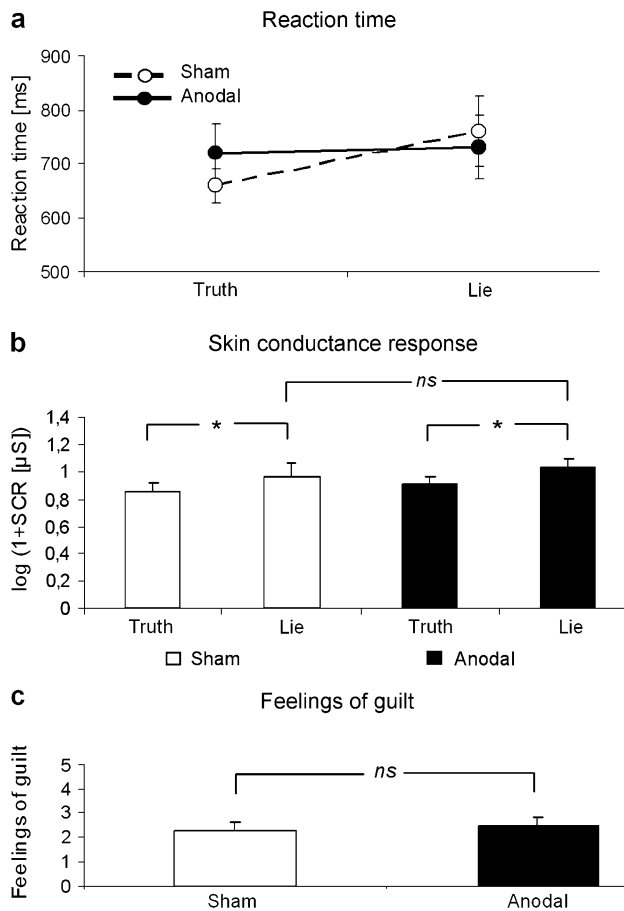 a
Reaction time
Reaction time [ms]
900
800
700
600
500
Sham
Anodal
Truth Lie
b
Skin conductance response
ns
* *
log (1+SCR [µS])
1,4
1,2
1
0,8
0,6
0,4
0,2
0
Truth Lie Truth Lie
Sham Anodal
c
Feelings of guilt
Feelings of guilt
5
4
3
2
1
0
ns
Sham Anodal